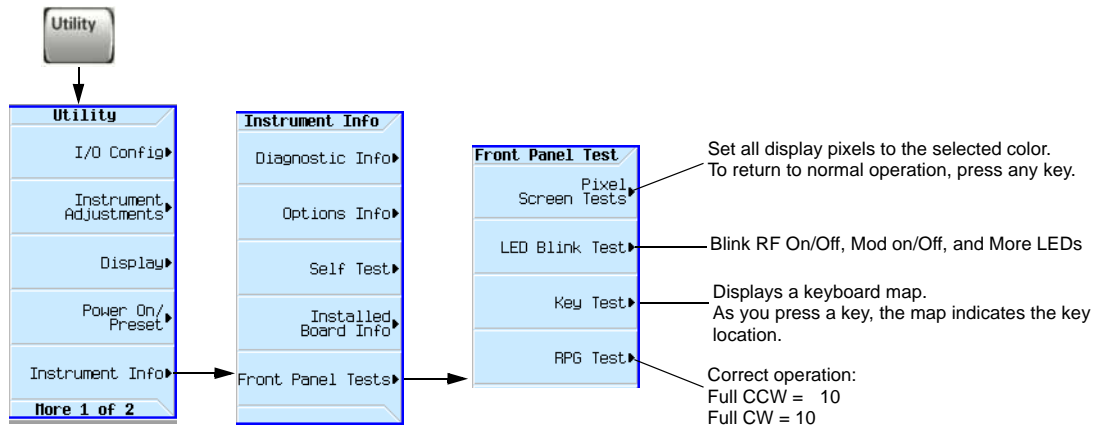 Utility
Utility
I/O Config
Instrument
Adjustments
Display
Power On/
Preset
Instrument Info
More 1 of 2
Instrument Info
Diagnostic Info
Options Info
Self Test
Installed
Board Info
Front Panel Tests
Front Panel Test
Pixel
Screen Tests
LED Blink Test
Key Test
RPG Test
Set all display pixels to the selected color.
To return to normal operation, press any key.
Blink RF On/Off, Mod on/Off, and More LEDs
Displays a keyboard map.
As you press a key, the map indicates the key
location.
Correct operation:
Full CCW = 10
Full CW = 10